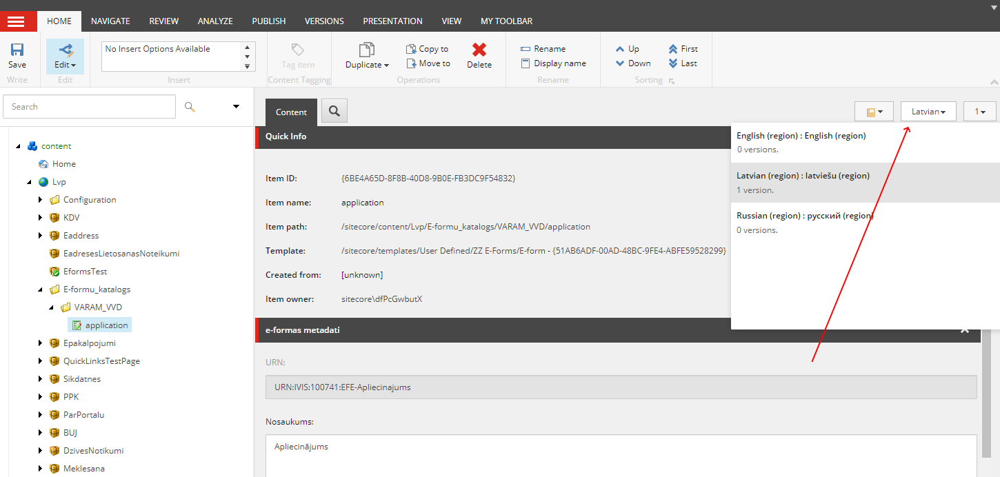 HOME NAVIGATE REVIEW ANALYZE PUBLISH VERSIONS PRESENTATION VIEW MY TOOLBAR
Save
Write
Edit
Edit
No Insert Options Available
Insert
Tag item
Content Tagging
Duplicate
Copy to
Move to
Delete
Operations
Rename
Display name
Rename
Up
Down
First
Last
Sorting
Search
content
Home
Lvp
Configuration
KDV
Eaddress
EadresesLietosanasNoteikumi
EformsTest
E-formu_katalogs
VARAM_VVD
application
Epakalpojumi
QuickLinksTestPage
Sikdatnes
PPK
ParPortalu
BUJ
DzivesNotikumi
Meklesana
Content
Latvian
1
English (region) : English (region)
0 versions.
Latvian (region) : latviešu (region)
1 version.
Russian (region) : русский (region)
0 versions.
Quick Info
Item ID: {6BE4A65D-8F8B-40D8-9B0E-FB3DC9F54832}
Item name: application
Item path: /sitecore/content/Lvp/E-formu_katalogs/VARAM_VVD/application
Template: /sitecore/templates/User Defined/ZZ E-Forms/E-form - {51AB6ADF-00AD-48BC-9FE4-ABFE59528299}
Created from: [unknown]
Item owner: sitecore\dfPcGwbutX
e-formas metadati
URN:
URN:IVIS:100741:EFE-Apliecinajums
Nosaukums:
Apliecinājums